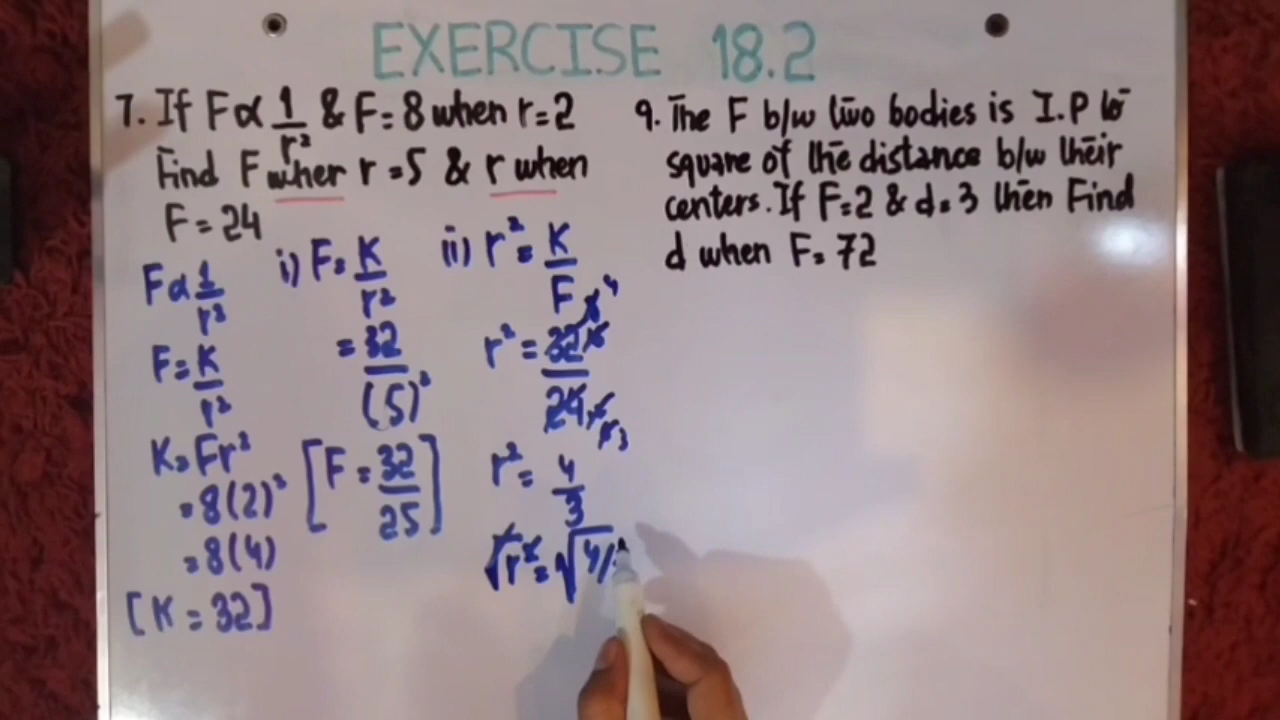 EXERCISE 18.2
7. If F∝ 1/r² & F=8 when r=2
Find F when r=5 & r when
F=24
F∝ 1/r²
F= K/r²
K=Fr²
=8(2)²
=8(4)
[K=32]
i) F= K/r²
= 32/(5)²
[F = 32/25]
ii) r² = K/F
r² = 32/24
r² = 4/3
√r² = √4/
9. The F b/w two bodies is I.P to
square of the distance b/w their
centers. If F=2 & d=3 then Find
d when F=72